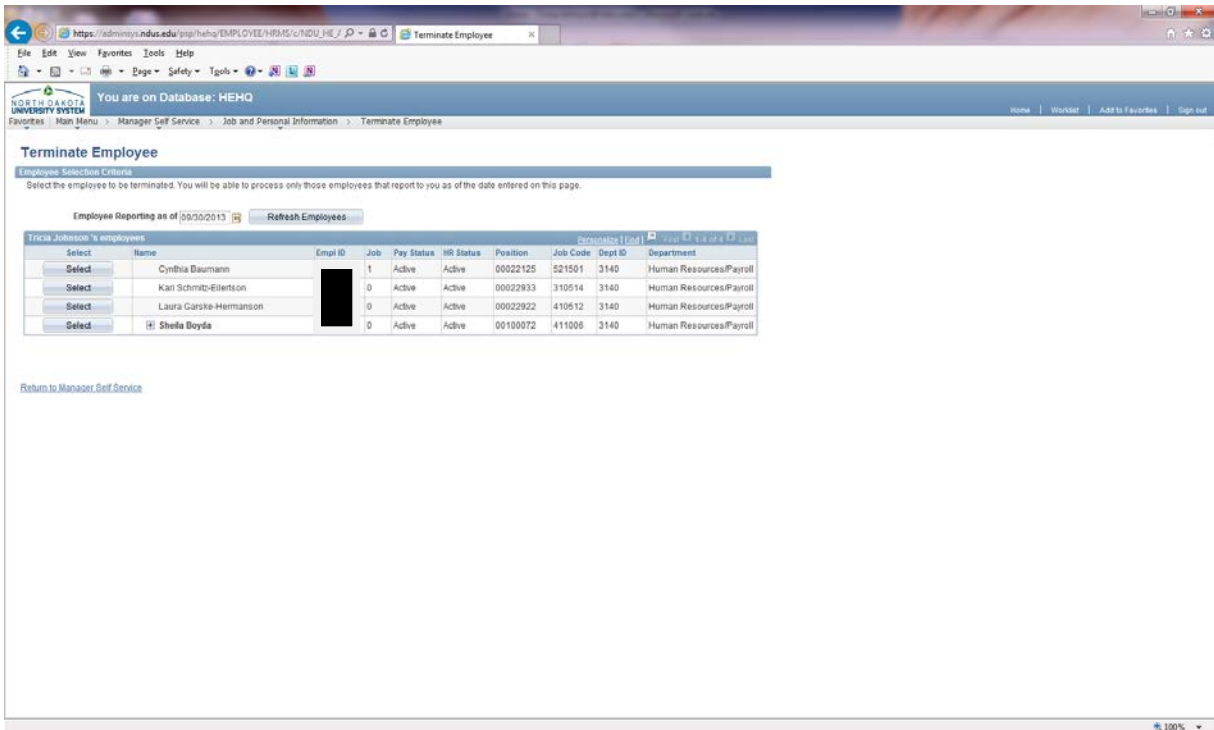 https://adminsys.ndus.edu/psp/hehq/EMPLOYEE/HRMS/c/NDU_HE_/ Terminate Employee
File Edit View Favorites Tools Help
Page Safety Tools
NORTH DAKOTA
UNIVERSITY SYSTEM
You are on Database: HEHQ
Home | Worklist | Add to Favorites | Sign out
Favorites Main Menu > Manager Self Service > Job and Personal Information > Terminate Employee
Terminate Employee
Employee Selection Criteria
Select the employee to be terminated. You will be able to process only those employees that report to you as of the date entered on this page.
Employee Reporting as of 09/30/2013 Refresh Employees
Tricia Johnson 's employees Personalize | Find | First 1-4 of 4 Last
Select Name Empl ID Job Pay Status HR Status Position Job Code Dept ID Department
Select Cynthia Baumann 1 Active Active 00022125 521501 3140 Human Resources/Payroll
Select Kari Schmitz-Eilertson 0 Active Active 00022933 310514 3140 Human Resources/Payroll
Select Laura Garske-Hermanson 0 Active Active 00022922 410612 3140 Human Resources/Payroll
Select Sheila Boyda 0 Active Active 00100072 411006 3140 Human Resources/Payroll
Return to Manager Self Service
100%